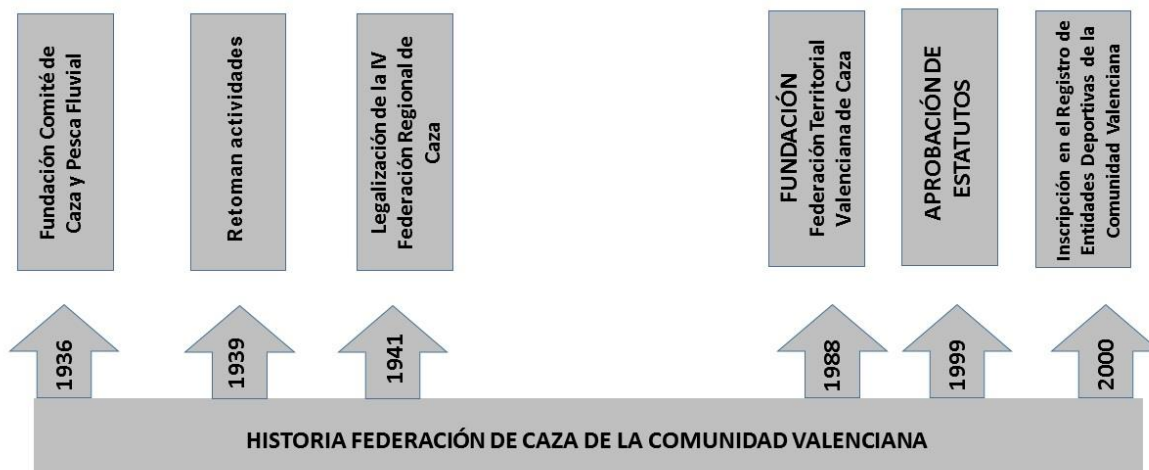 Fundación Comité de
Caza y Pesca Fluvial
Retoman actividades
Legalización de la IV
Federación Regional de
Caza
FUNDACIÓN
Federación Territorial
Valenciana de Caza
APROBACIÓN DE
ESTATUTOS
Inscripción en el Registro de
Entidades Deportivas de la
Comunidad Valenciana
1936
1939
1941
1988
1999
2000
HISTORIA FEDERACIÓN DE CAZA DE LA COMUNIDAD VALENCIANA